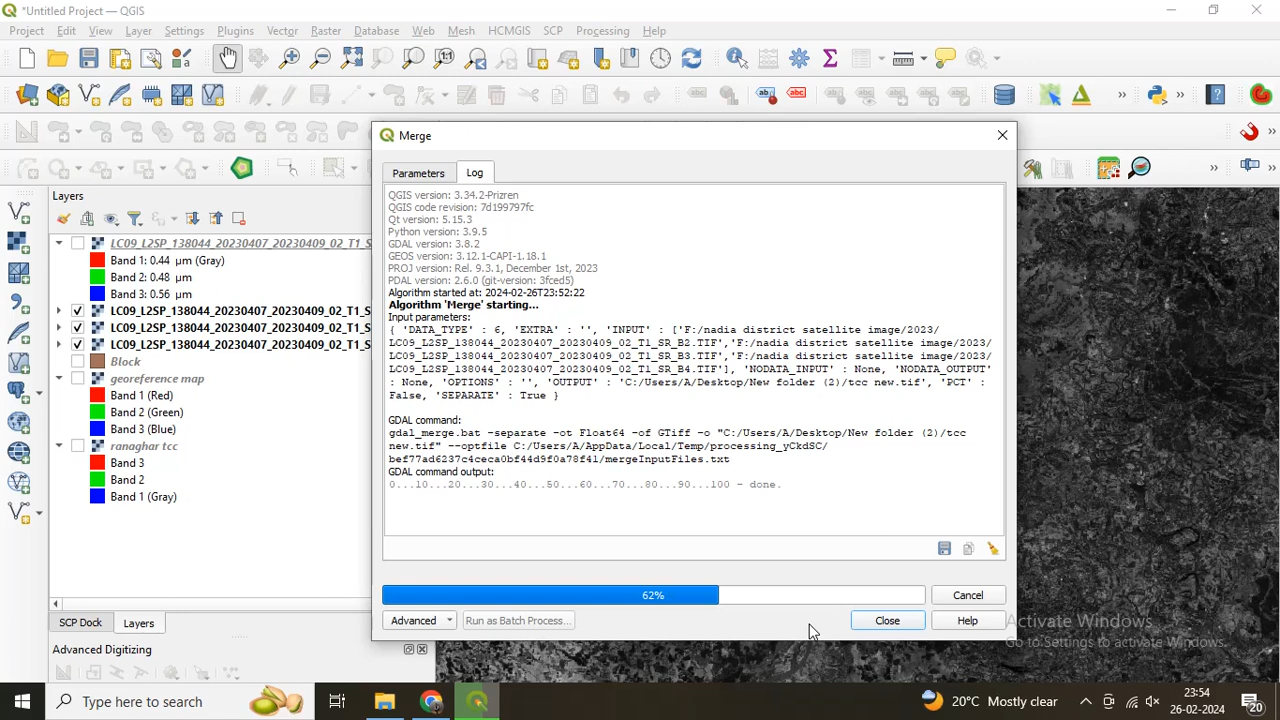 *Untitled Project — QGIS
Project Edit View Layer Settings Plugins Vector Raster Database Web Mesh HCMGIS SCP Processing Help
Merge
Parameters Log
QGIS version: 3.34.2-Prizren
QGIS code revision: 7d199797fc
Qt version: 5.15.3
Python version: 3.9.5
GDAL version: 3.8.2
GEOS version: 3.12.1-CAPI-1.18.1
PROJ version: Rel. 9.3.1, December 1st, 2023
PDAL version: 2.6.0 (git-version: 3fced5)
Algorithm started at: 2024-02-26T23:52:22
Algorithm 'Merge' starting...
Input parameters:
{ 'DATA_TYPE' : 6, 'EXTRA' : '', 'INPUT' : ['F:/nadia district satellite image/2023/
LC09_L2SP_138044_20230407_20230409_02_T1_SR_B2.TIF','F:/nadia district satellite image/2023/
LC09_L2SP_138044_20230407_20230409_02_T1_SR_B3.TIF','F:/nadia district satellite image/2023/
LC09_L2SP_138044_20230407_20230409_02_T1_SR_B4.TIF'], 'NODATA_INPUT' : None, 'NODATA_OUTPUT'
: None, 'OPTIONS' : '', 'OUTPUT' : 'C:/Users/A/Desktop/New folder (2)/tcc new.tif', 'PCT' :
False, 'SEPARATE' : True }
GDAL command:
gdal_merge.bat -separate -ot Float64 -of GTiff -o "C:/Users/A/Desktop/New folder (2)/tcc
new.tif" --optfile C:/Users/A/AppData/Local/Temp/processing_yCkdSC/
bef77ad6237c4ceca0bf44d9f0a78f41/mergeInputFiles.txt
GDAL command output:
0...10...20...30...40...50...60...70...80...90...100 - done.
62%
Cancel
Advanced Run as Batch Process... Close Help
Layers
LC09_L2SP_138044_20230407_20230409_02_T1_S
Band 1: 0.44 µm (Gray)
Band 2: 0.48 µm
Band 3: 0.56 µm
LC09_L2SP_138044_20230407_20230409_02_T1_S
LC09_L2SP_138044_20230407_20230409_02_T1_S
LC09_L2SP_138044_20230407_20230409_02_T1_S
Block
georeference map
Band 1 (Red)
Band 2 (Green)
Band 3 (Blue)
ranaghar tcc
Band 3
Band 2
Band 1 (Gray)
SCP Dock Layers
Advanced Digitizing
Activate Windows
Go to Settings to activate Windows.
Type here to search
20°C Mostly clear
23:54
26-02-2024
20